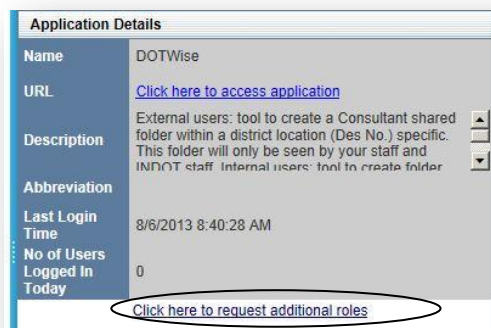 Application Details
Name DOTWise
URL Click here to access application
Description External users: tool to create a Consultant shared
folder within a district location (Des No.) specific.
This folder will only be seen by your staff and
INDOT staff. Internal users: tool to create folder
Abbreviation
Last Login
Time 8/6/2013 8:40:28 AM
No of Users
Logged In
Today 0
Click here to request additional roles